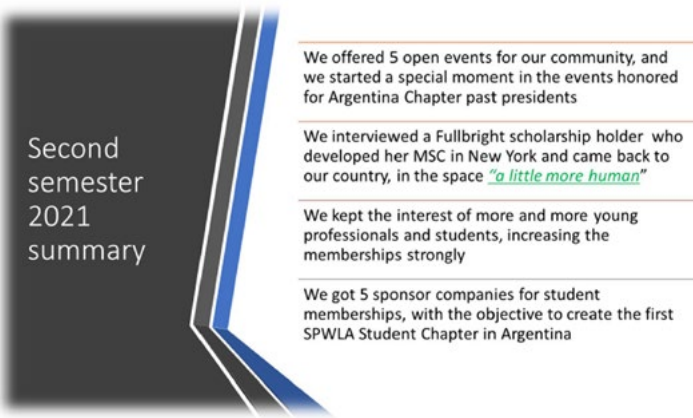 Second
semester
2021
summary
We offered 5 open events for our community, and
we started a special moment in the events honored
for Argentina Chapter past presidents
We interviewed a Fullbright scholarship holder who
developed her MSC in New York and came back to
our country, in the space “a little more human”
We kept the interest of more and more young
professionals and students, increasing the
memberships strongly
We got 5 sponsor companies for student
memberships, with the objective to create the first
SPWLA Student Chapter in Argentina